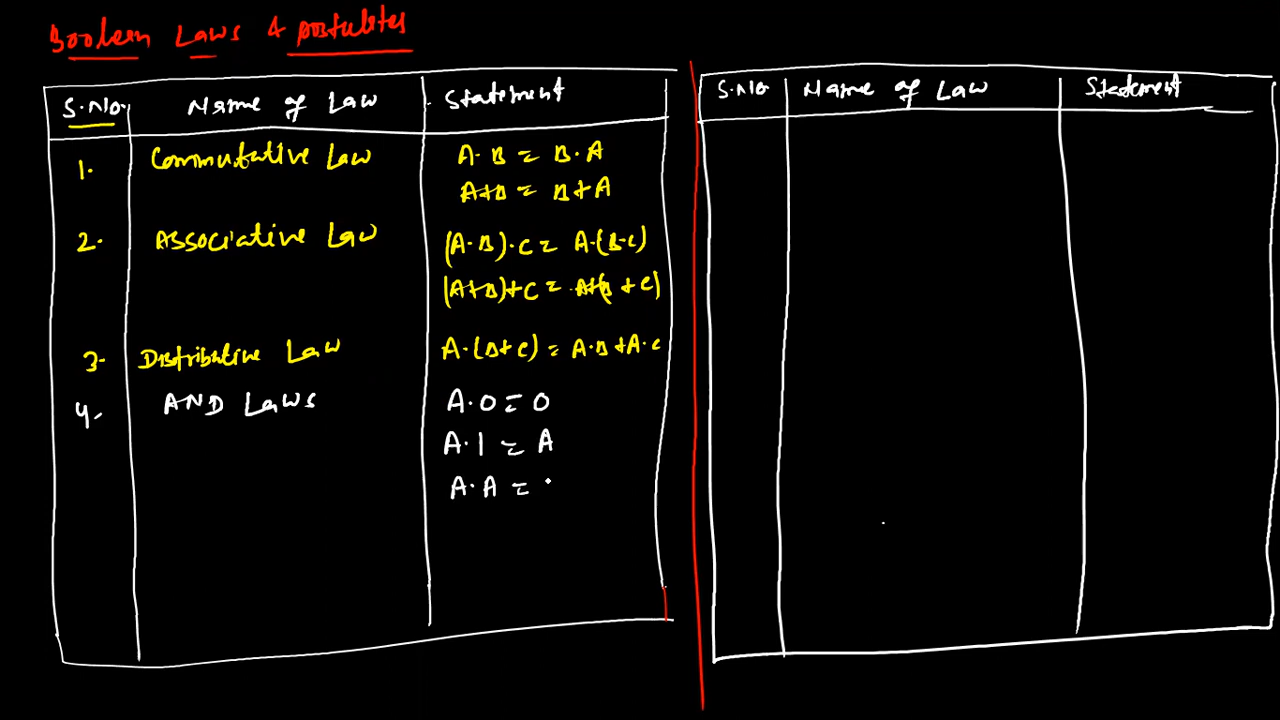 Boolean Laws & postulates
S.No. Name of Law Statement
1. Commutative Law A·B = B·A
A+B = B+A
2. Associative Law (A·B)·C = A·(B·C)
(A+B)+C = A+(B+C)
3. Distributive Law A·(B+C) = A·B+A·C
4. AND Laws A·0 = 0
A·1 = A
A·A =
S.No Name of Law Statement